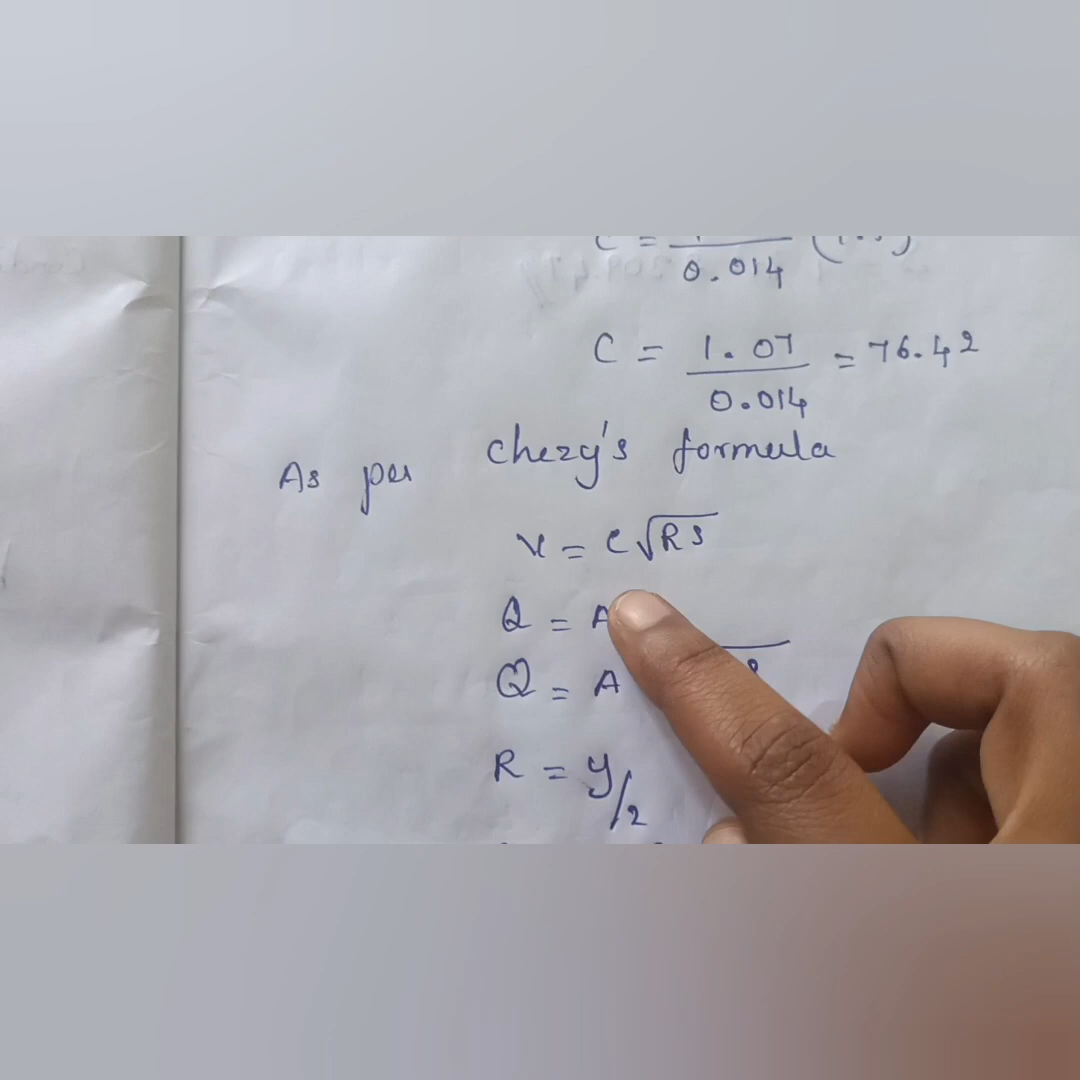 C =
0.014
C = 1.07 / 0.014 = 76.42
As per Chezy's formula
V = C√RS
Q = A
Q = A
R = y/2